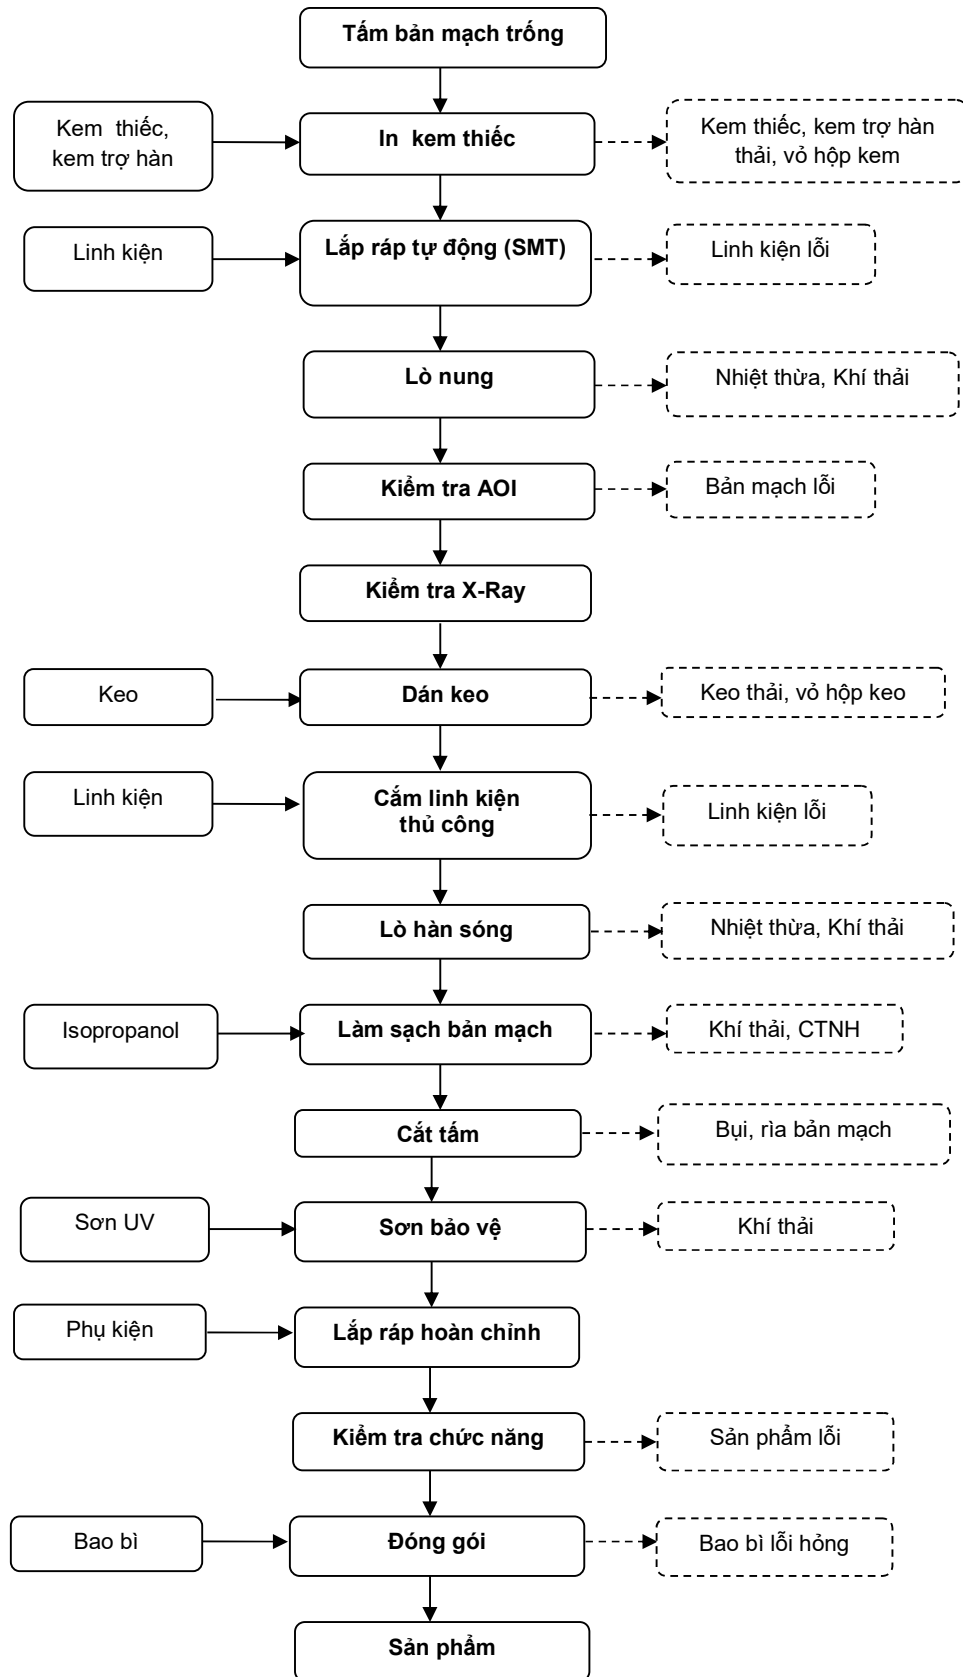 Tấm bản mạch trống
Kem thiếc,
kem trợ hàn
In kem thiếc
Kem thiếc, kem trợ hàn
thải, vỏ hộp kem
Linh kiện
Lắp ráp tự động (SMT)
Linh kiện lỗi
Lò nung
Nhiệt thừa, Khí thải
Kiểm tra AOI
Bản mạch lỗi
Kiểm tra X-Ray
Keo
Dán keo
Keo thải, vỏ hộp keo
Linh kiện
Cắm linh kiện
thủ công
Linh kiện lỗi
Lò hàn sóng
Nhiệt thừa, Khí thải
Isopropanol
Làm sạch bản mạch
Khí thải, CTNH
Cắt tấm
Bụi, rìa bản mạch
Sơn UV
Sơn bảo vệ
Khí thải
Phụ kiện
Lắp ráp hoàn chỉnh
Kiểm tra chức năng
Sản phẩm lỗi
Bao bì
Đóng gói
Bao bì lỗi hỏng
Sản phẩm